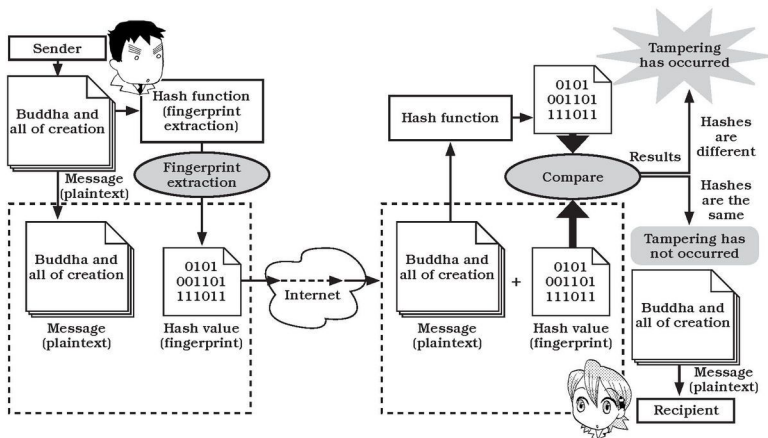 Sender
Buddha and
all of creation
Hash function
(fingerprint
extraction)
Message
(plaintext)
Fingerprint
extraction
Buddha and
all of creation
Message
(plaintext)
0101
001101
111011
Hash value
(fingerprint)
Internet
Hash function
0101
001101
111011
Compare
Buddha and
all of creation
Message
(plaintext)
+
0101
001101
111011
Hash value
(fingerprint)
Results
Tampering
has occurred
Hashes
are
different
Hashes
are the
same
Tampering has
not occurred
Buddha and
all of creation
Message
(plaintext)
Recipient